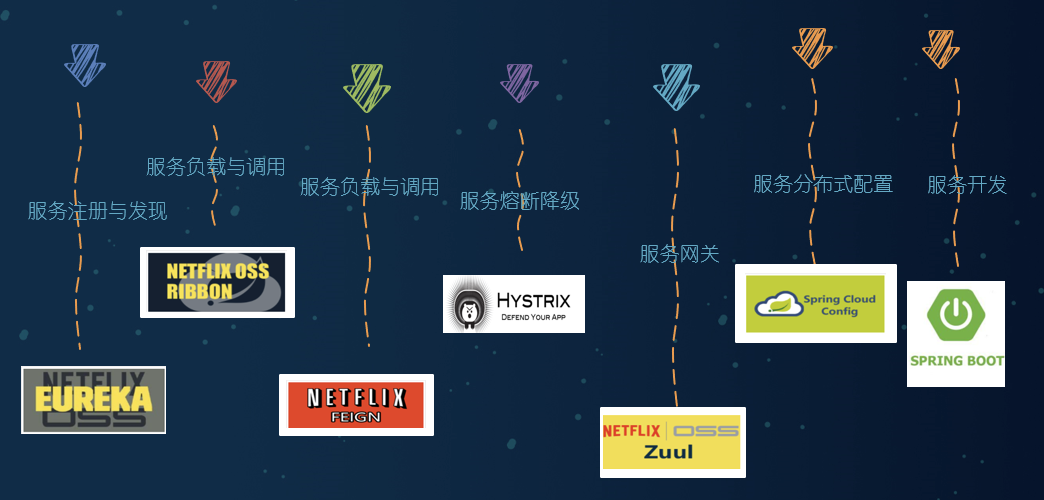 服务注册与发现
NETFLIX
EUREKA
OSS
服务负载与调用
NETFLIX OSS
RIBBON
服务负载与调用
NETFLIX
FEIGN
服务熔断降级
HYSTRIX
DEFEND YOUR APP
服务网关
NETFLIX OSS
Zuul
服务分布式配置
Spring Cloud
Config
服务开发
SPRING BOOT